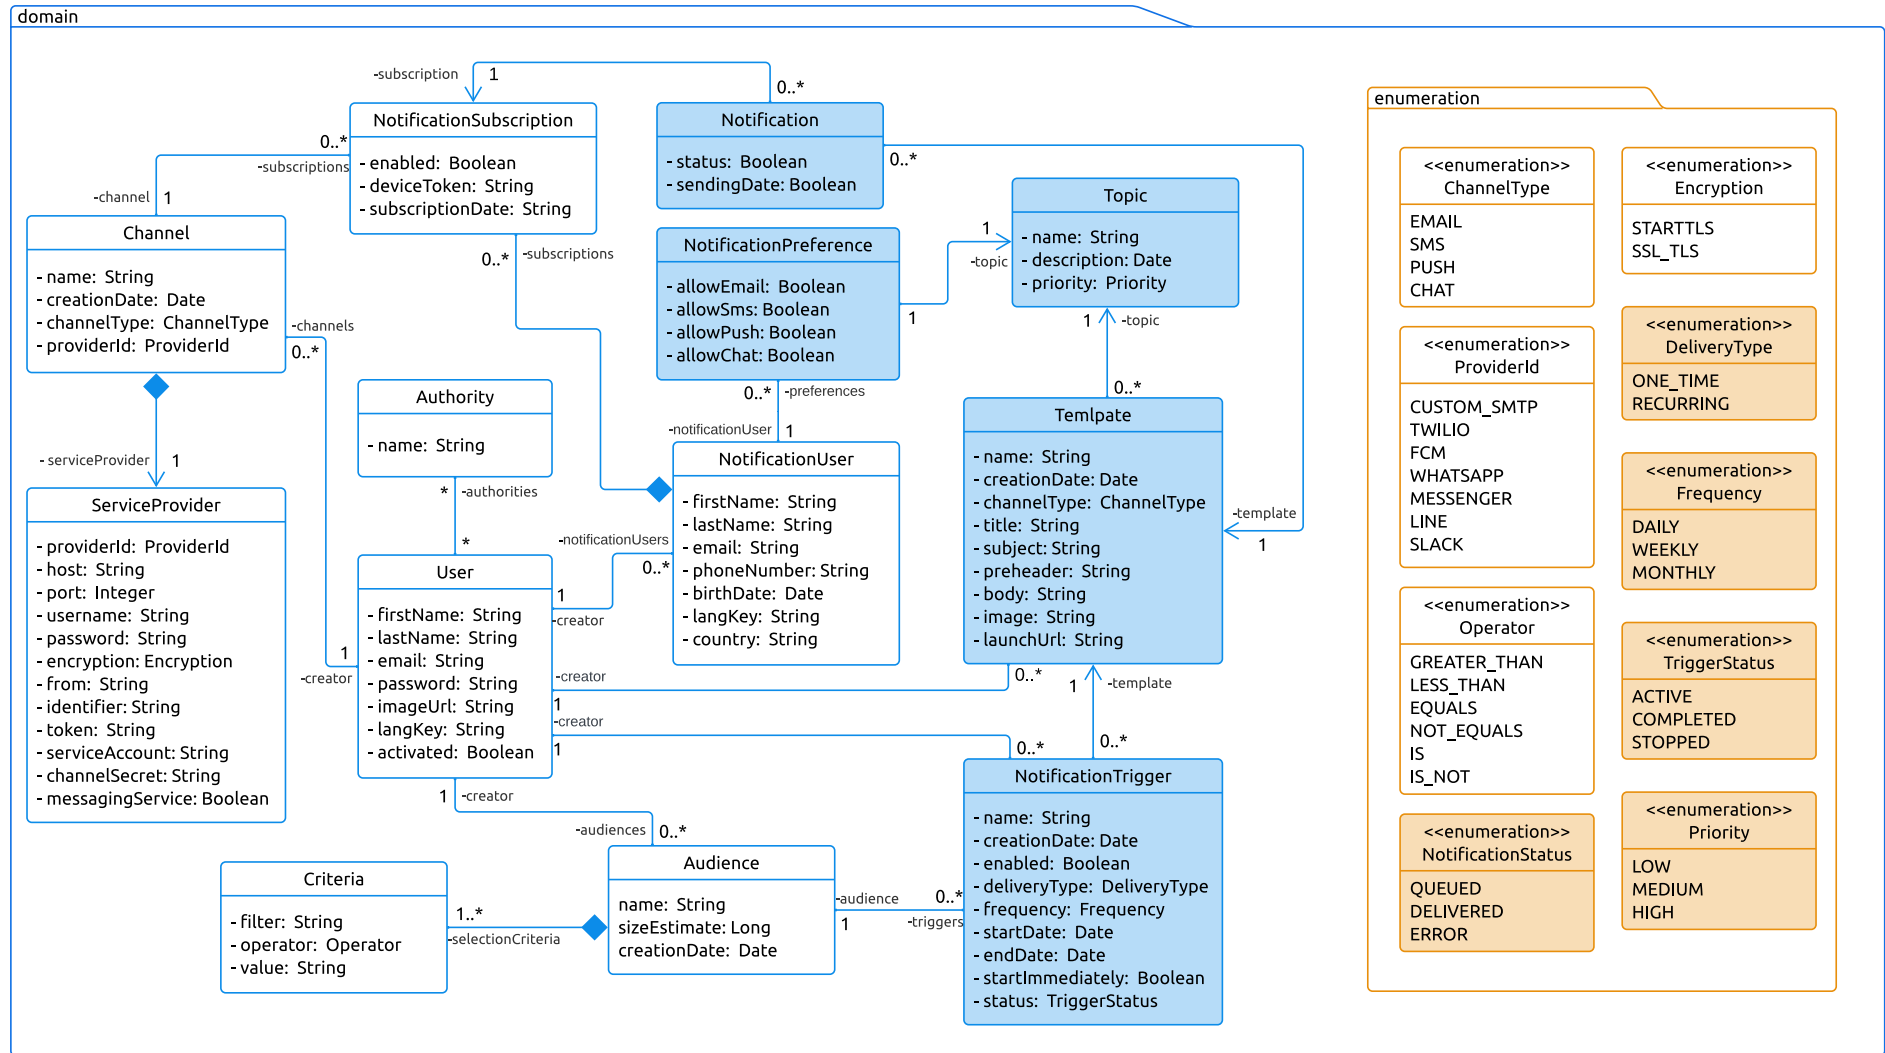 domain
-subscription
1
0..*
NotificationSubscription
- enabled: Boolean
- deviceToken: String
- subscriptionDate: String
0..*
-subscriptions
-channel
1
Channel
- name: String
- creationDate: Date
- channelType: ChannelType
- providerId: ProviderId
-channels
0..*
- serviceProvider
1
ServiceProvider
- providerId: ProviderId
- host: String
- port: Integer
- username: String
- password: String
- encryption: Encryption
- from: String
- identifier: String
- token: String
- serviceAccount: String
- channelSecret: String
- messagingService: Boolean
0..*
-subscriptions
Notification
- status: Boolean
- sendingDate: Boolean
0..*
NotificationPreference
- allowEmail: Boolean
- allowSms: Boolean
- allowPush: Boolean
- allowChat: Boolean
1
-topic
1
Topic
- name: String
- description: Date
- priority: Priority
1
-topic
0..*
0..*
-preferences
-notificationUser
1
Authority
- name: String
*
-authorities
*
NotificationUser
- firstName: String
- lastName: String
- email: String
- phoneNumber: String
- birthDate: Date
- langKey: String
- country: String
-notificationUsers
0..*
1
-creator
User
- firstName: String
- lastName: String
- email: String
- password: String
- imageUrl: String
- langKey: String
- activated: Boolean
1
-creator
Temlpate
- name: String
- creationDate: Date
- channelType: ChannelType
- title: String
- subject: String
- preheader: String
- body: String
- image: String
- launchUrl: String
-template
1
-creator
1
0..*
-creator
1
0..*
1
-template
0..*
NotificationTrigger
- name: String
- creationDate: Date
- enabled: Boolean
- deliveryType: DeliveryType
- frequency: Frequency
- startDate: Date
- endDate: Date
- startImmediately: Boolean
- status: TriggerStatus
1
-creator
-audiences
0..*
Audience
name: String
sizeEstimate: Long
creationDate: Date
-audience
1
0..*
-triggers
Criteria
- filter: String
- operator: Operator
- value: String
1..*
-selectionCriteria
enumeration
<<enumeration>>
ChannelType
EMAIL
SMS
PUSH
CHAT
<<enumeration>>
ProviderId
CUSTOM_SMTP
TWILIO
FCM
WHATSAPP
MESSENGER
LINE
SLACK
<<enumeration>>
Operator
GREATER_THAN
LESS_THAN
EQUALS
NOT_EQUALS
IS
IS_NOT
<<enumeration>>
NotificationStatus
QUEUED
DELIVERED
ERROR
<<enumeration>>
Encryption
STARTTLS
SSL_TLS
<<enumeration>>
DeliveryType
ONE_TIME
RECURRING
<<enumeration>>
Frequency
DAILY
WEEKLY
MONTHLY
<<enumeration>>
TriggerStatus
ACTIVE
COMPLETED
STOPPED
<<enumeration>>
Priority
LOW
MEDIUM
HIGH